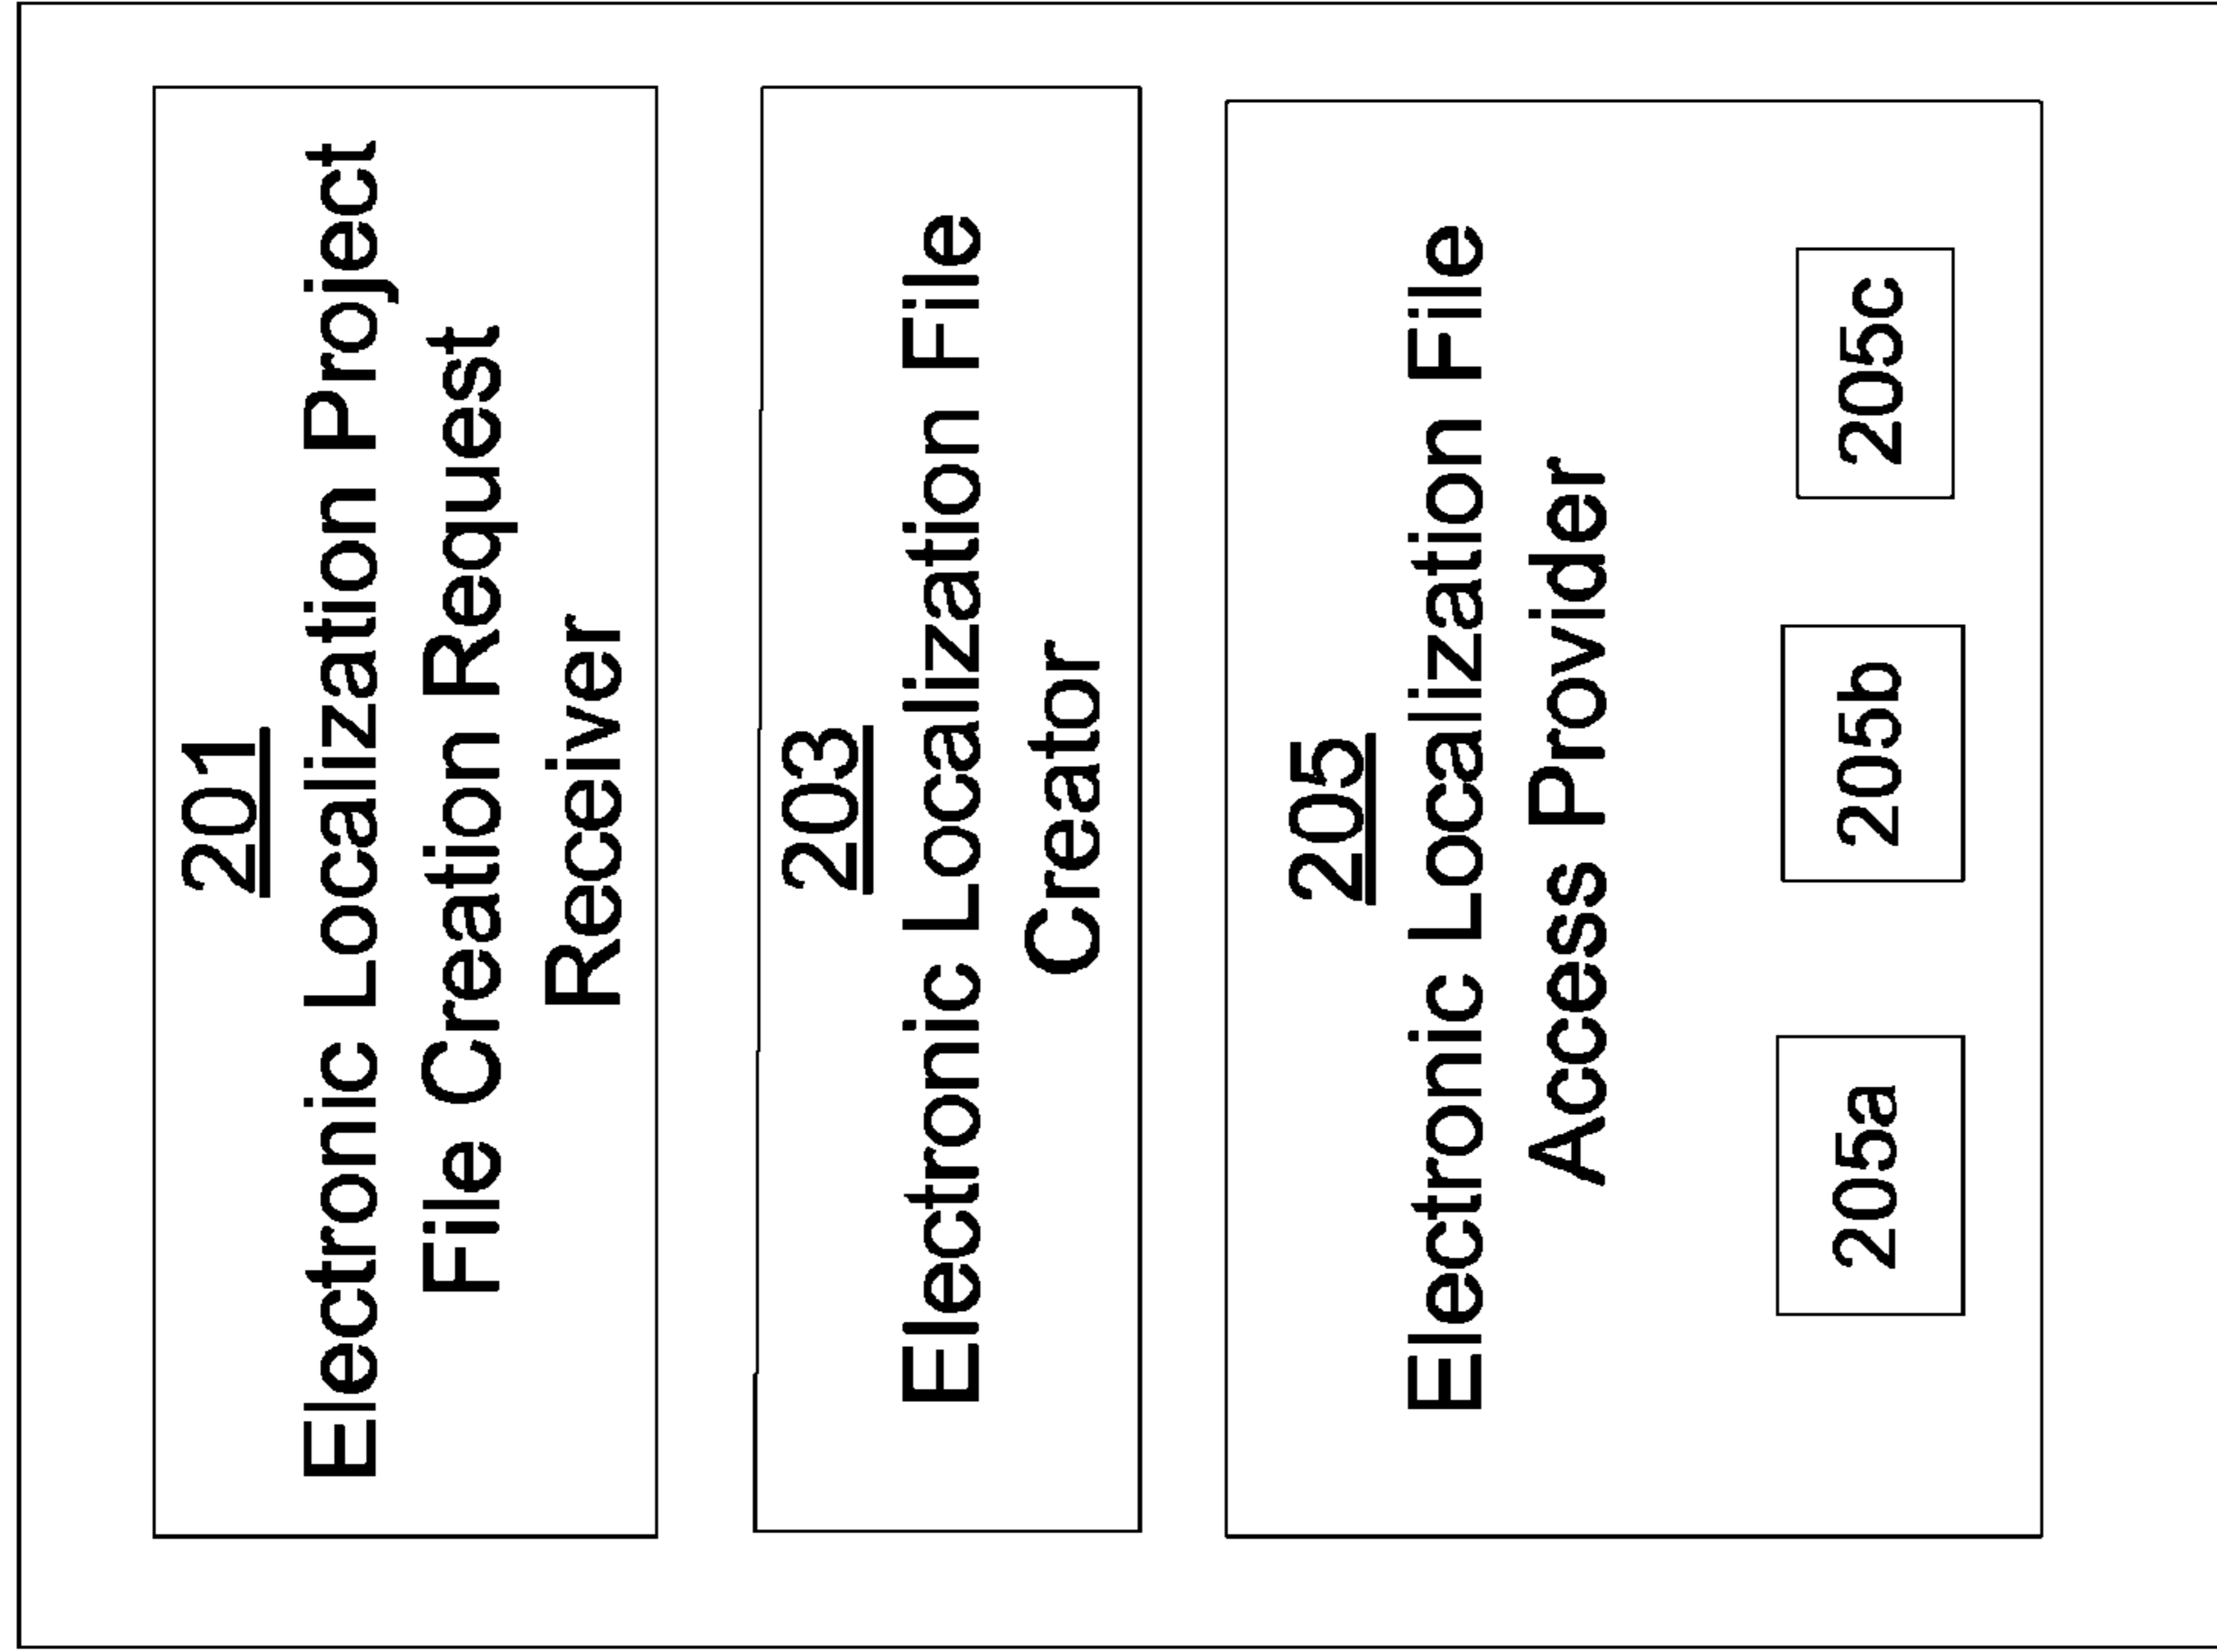 201
Electronic Localization Project
File Creation Request
Receiver
203
Electronic Localization File
Creator
205
Electronic Localization File
Access Provider
205a
205b
205c